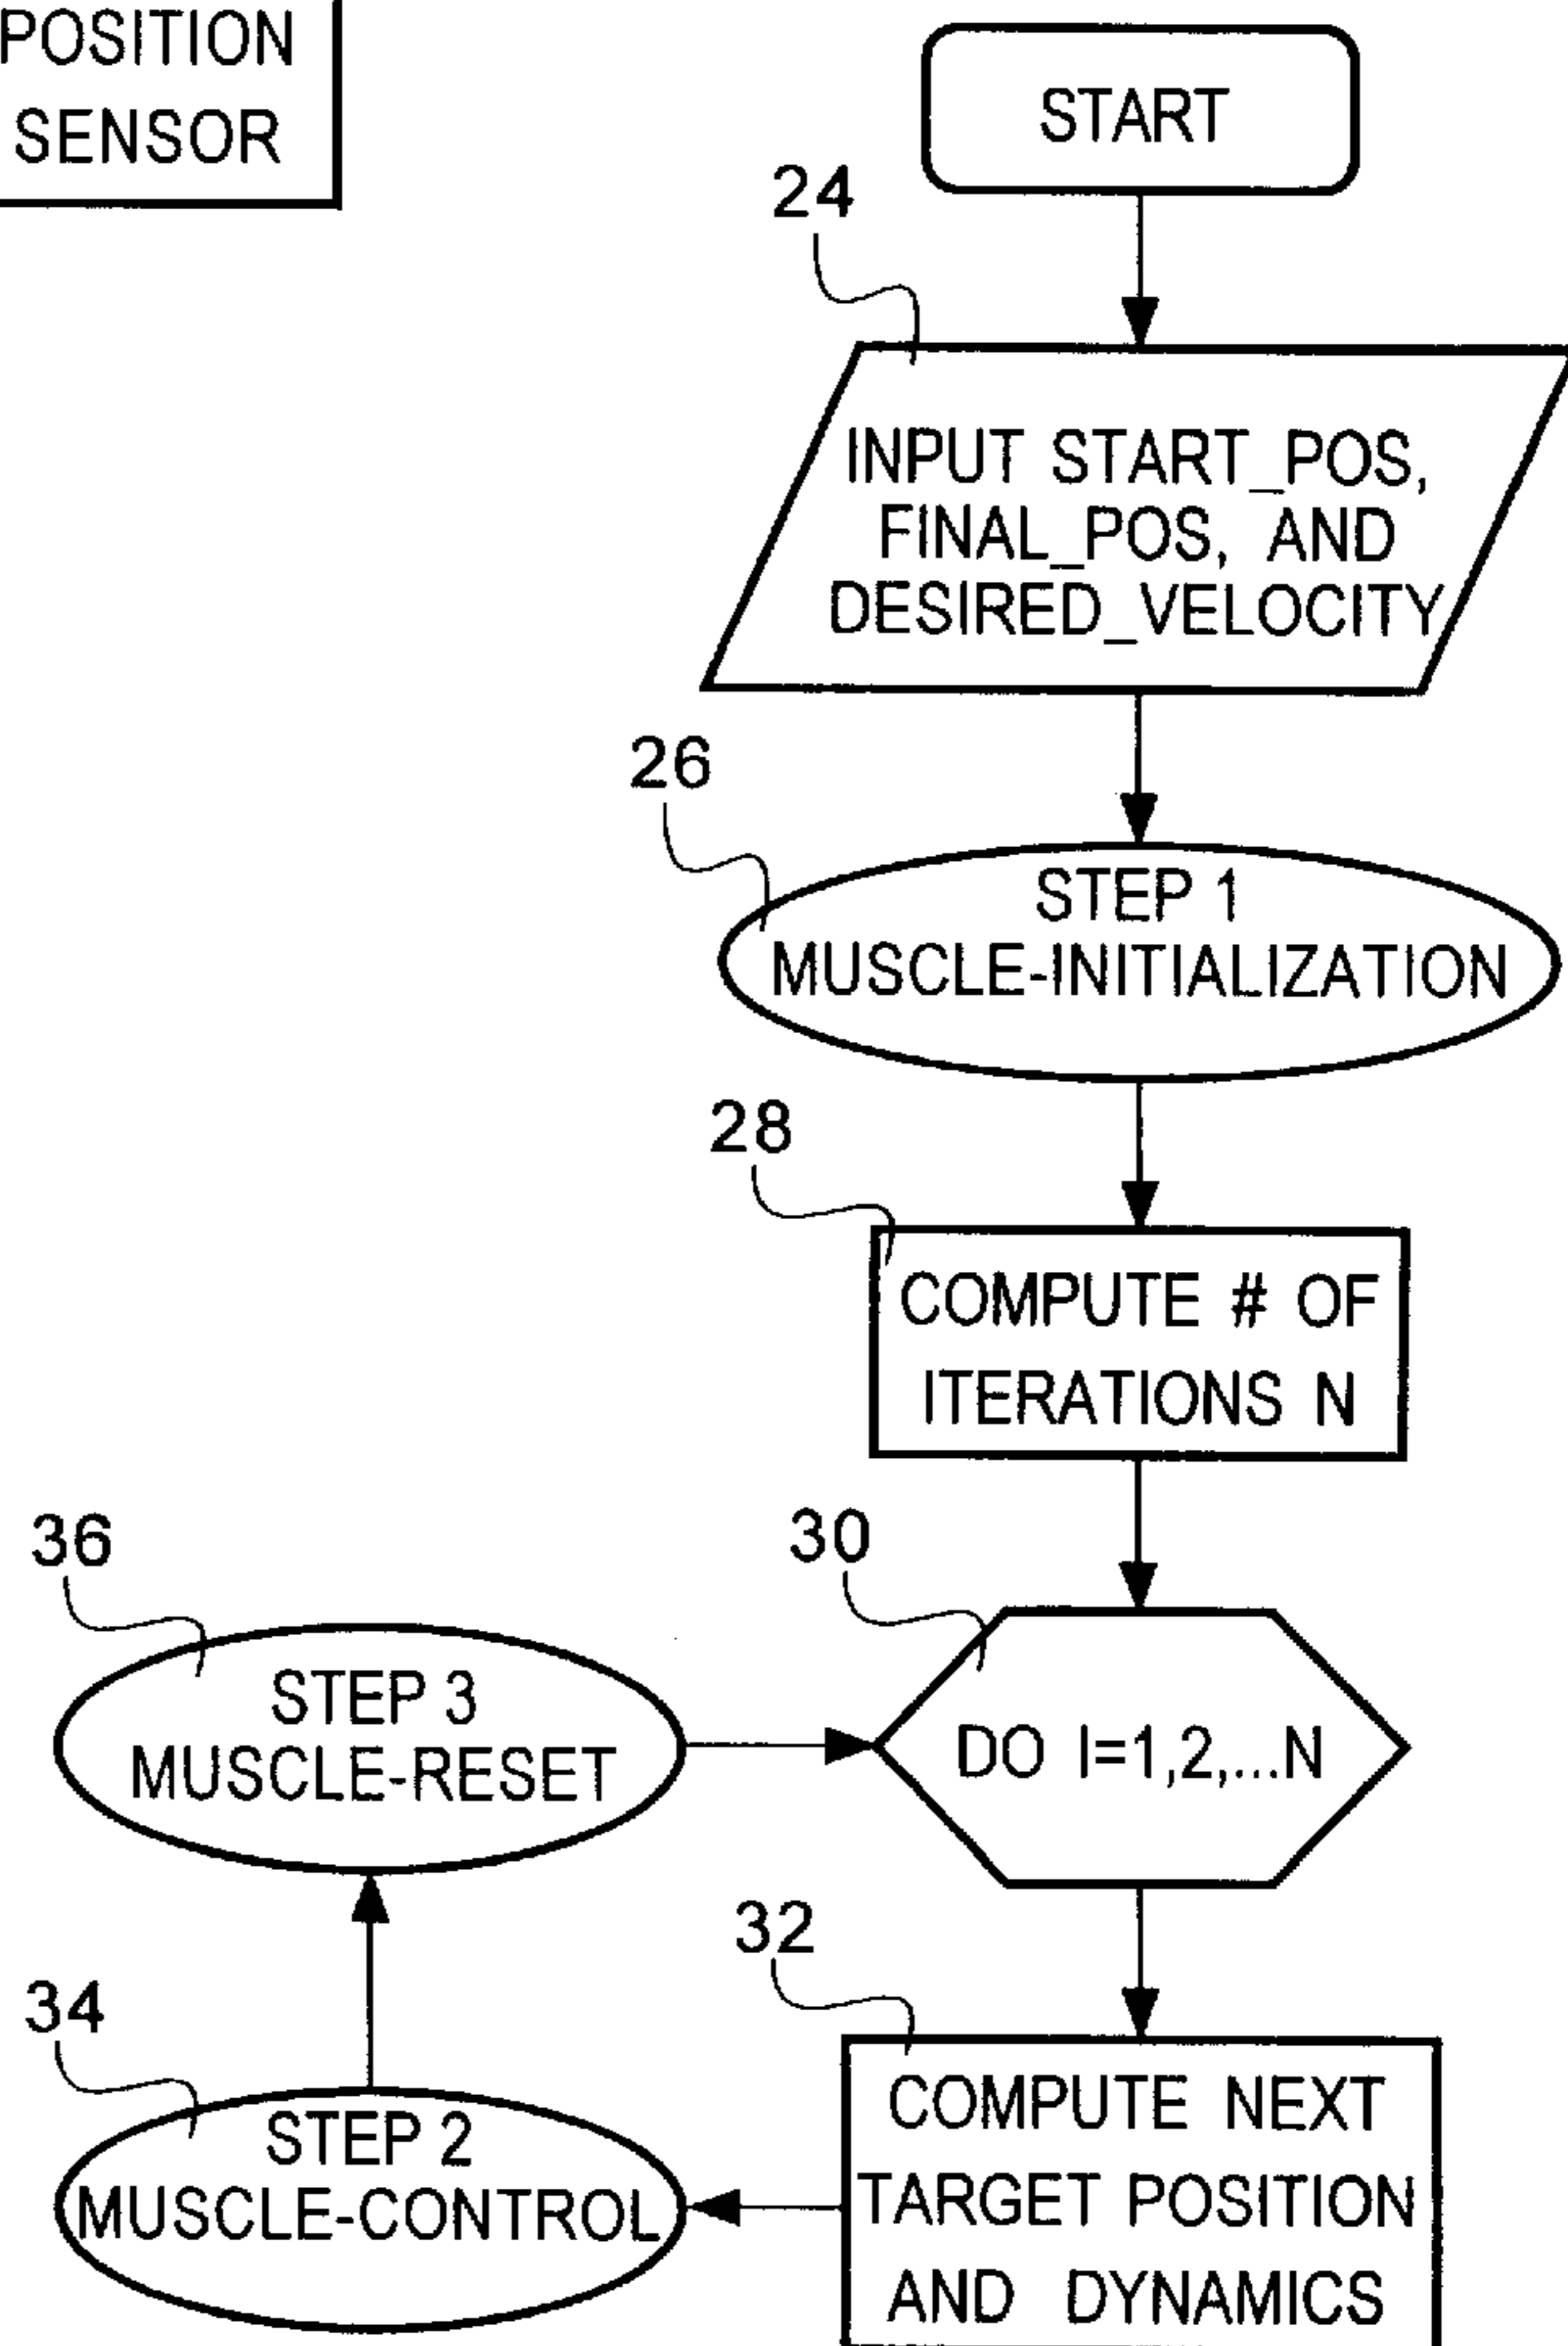 POSITION
SENSOR
START
24
INPUT START_POS,
FINAL_POS, AND
DESIRED_VELOCITY
26
STEP 1
MUSCLE-INITIALIZATION
28
COMPUTE # OF
ITERATIONS N
30
DO I=1,2,...N
36
STEP 3
MUSCLE-RESET
32
COMPUTE NEXT
TARGET POSITION
AND DYNAMICS
34
STEP 2
MUSCLE-CONTROL